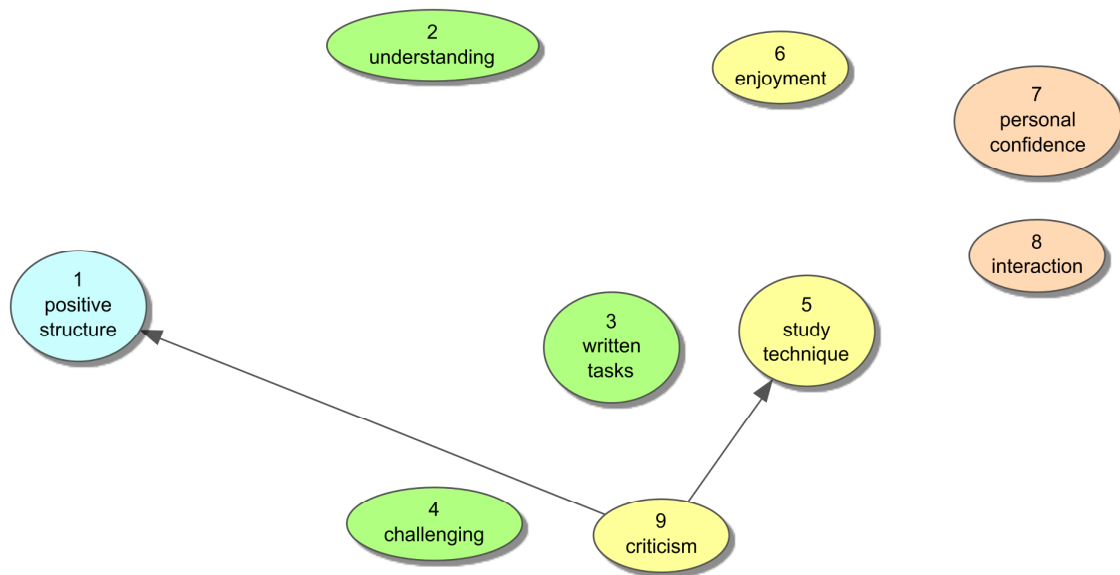 2
understanding
6
enjoyment
7
personal
confidence
1
positive
structure
8
interaction
3
written
tasks
5
study
technique
4
challenging
9
criticism